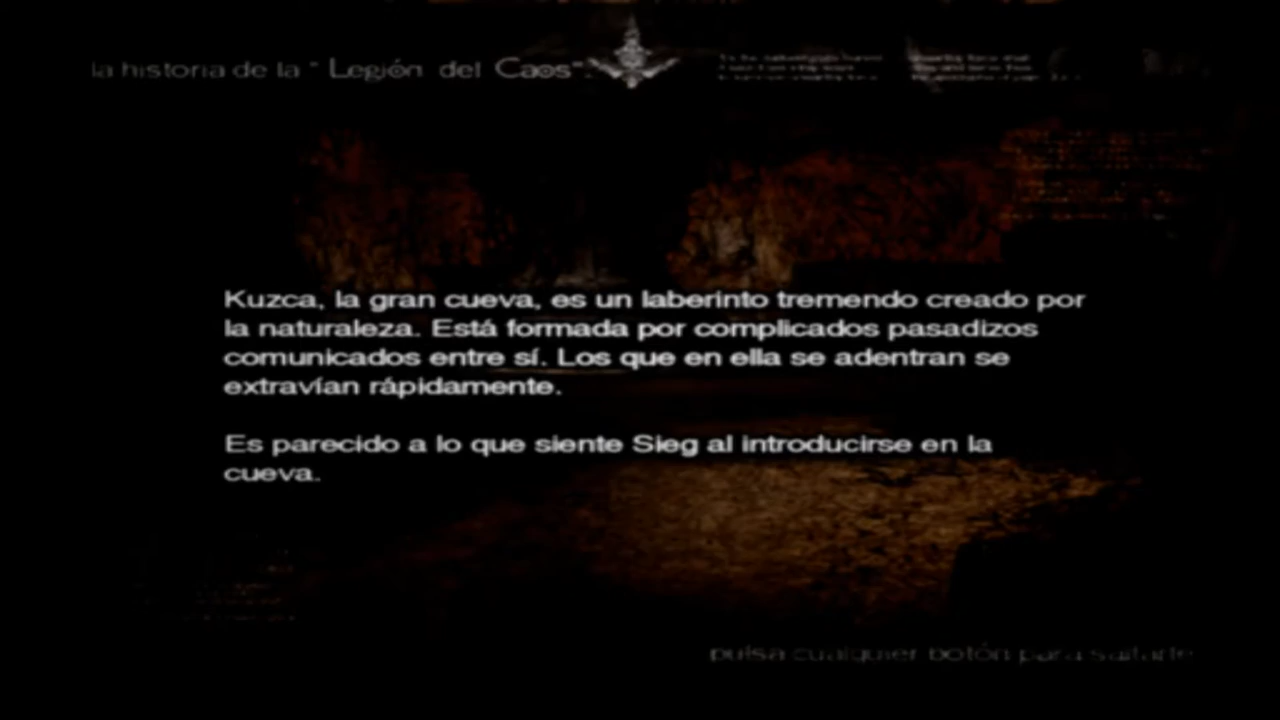 la historia de la " Legión del Caos".
Kuzca, la gran cueva, es un laberinto tremendo creado por
la naturaleza. Está formada por complicados pasadizos
comunicados entre sí. Los que en ella se adentran se
extravían rápidamente.
Es parecido a lo que siente Sieg al introducirse en la
cueva.
pulsa cualquier botón para saltarte